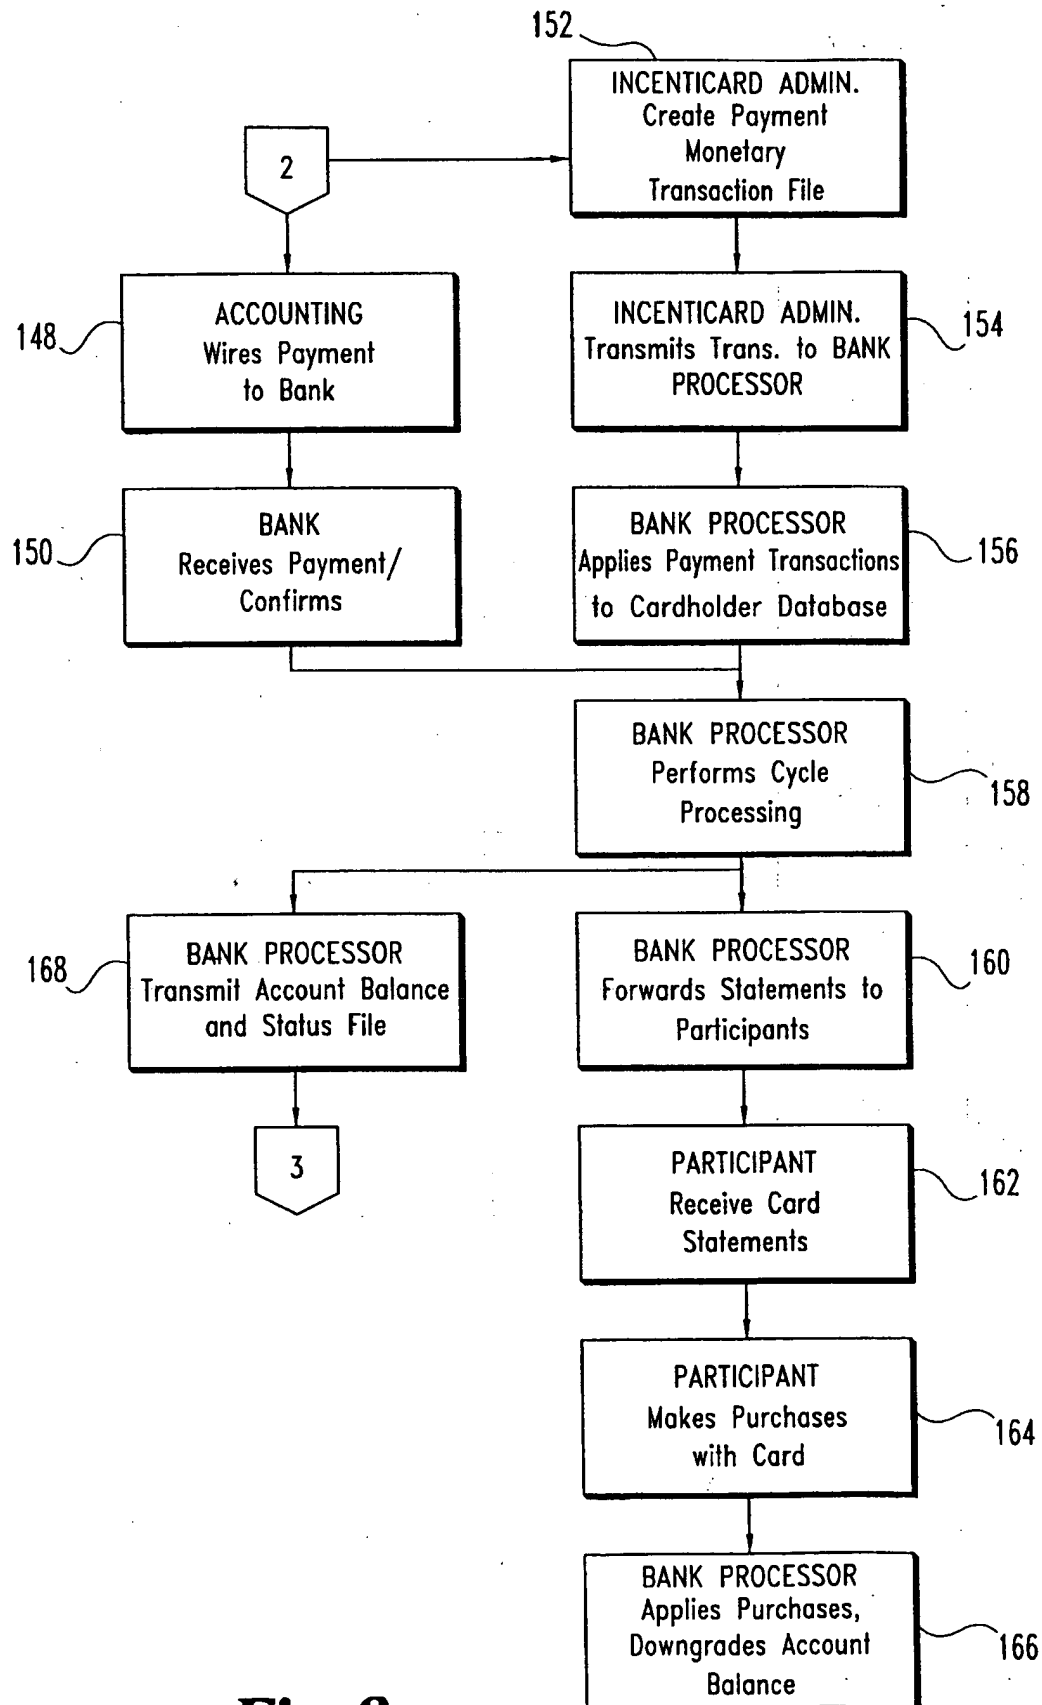 152
INCENTICARD ADMIN.
Create Payment
Monetary
Transaction File
2
148
ACCOUNTING
Wires Payment
to Bank
INCENTICARD ADMIN.
Transmits Trans. to BANK
PROCESSOR
154
150
BANK
Receives Payment/
Confirms
BANK PROCESSOR
Applies Payment Transactions
to Cardholder Database
156
BANK PROCESSOR
Performs Cycle
Processing
158
168
BANK PROCESSOR
Transmit Account Balance
and Status File
BANK PROCESSOR
Forwards Statements to
Participants
160
3
PARTICIPANT
Receive Card
Statements
162
PARTICIPANT
Makes Purchases
with Card
164
BANK PROCESSOR
Applies Purchases,
Downgrades Account
Balance
166